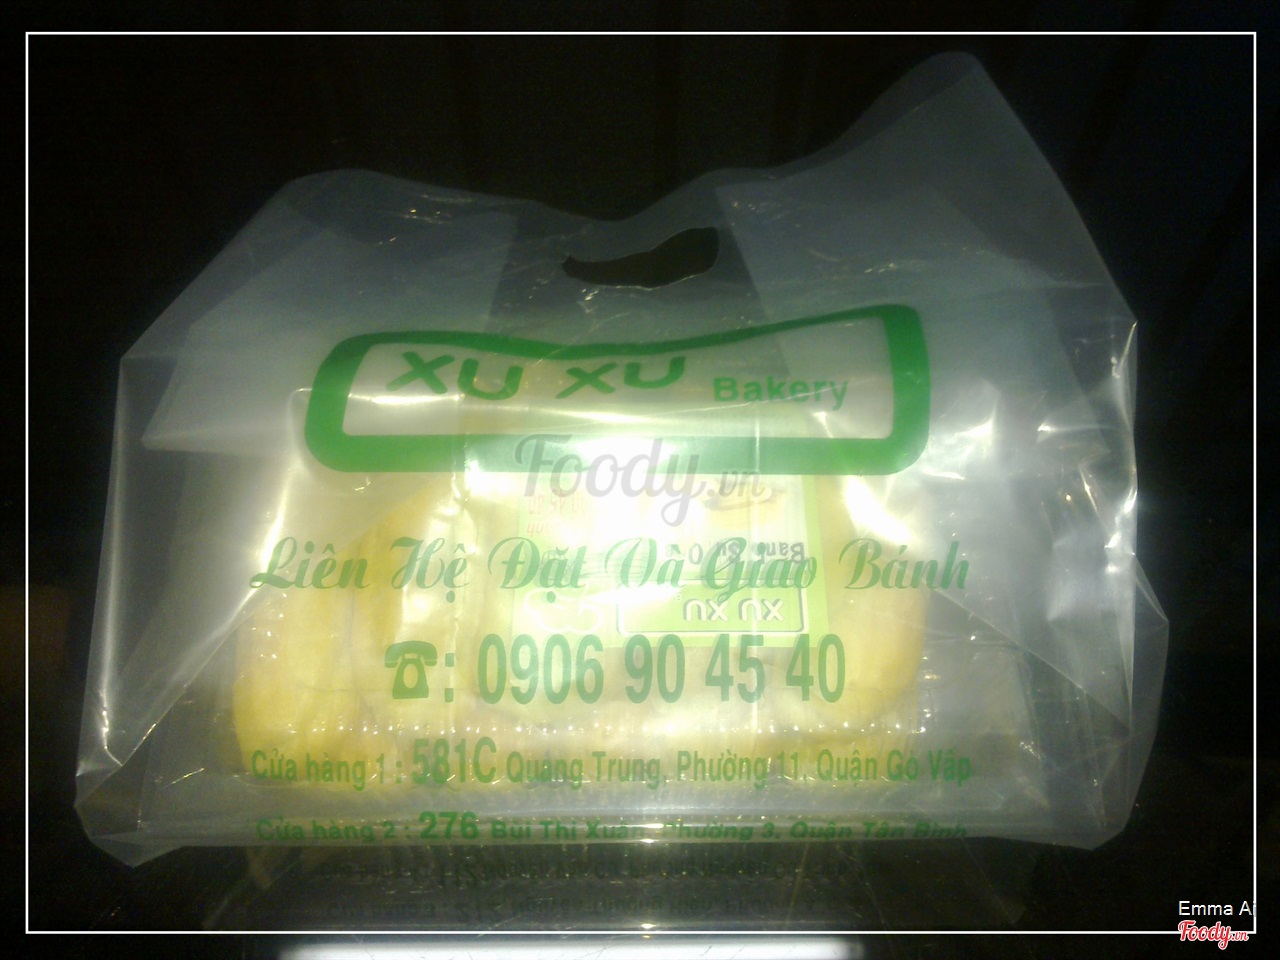 XU XU Bakery
Foody.vn
XU XU
Liên Hệ Đặt Và Giao Bánh
☎: 0906 90 45 40
Cửa hàng 1 : 581C Quang Trung, Phường 11, Quận Gò Vấp
Cửa hàng 2 : 276 Bùi Thị Xuân, Phường 3, Quận Tân Bình
Emma Ai
Foody.vn